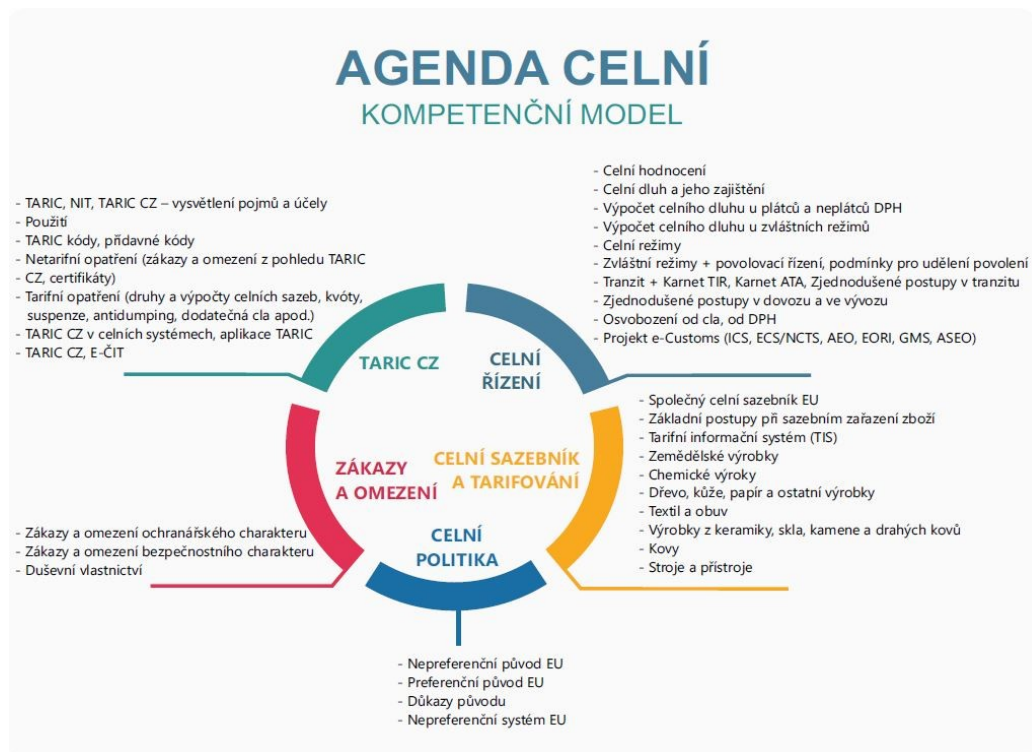 AGENDA CELNÍ
KOMPETENČNÍ MODEL
- TARIC, NIT, TARIC CZ – vysvětlení pojmů a účely
- Použití
- TARIC kódy, přídavné kódy
- Netarifní opatření (zákazy a omezení z pohledu TARIC
- CZ, certifikáty)
- Tarifní opatření (druhy a výpočty celních sazeb, kvóty,
suspenze, antidumping, dodatečná cla apod.)
- TARIC CZ v celních systémech, aplikace TARIC
- TARIC CZ, E-ČIT
TARIC CZ
- Celní hodnocení
- Celní dluh a jeho zajištění
- Výpočet celního dluhu u plátců a neplátců DPH
- Výpočet celního dluhu u zvláštních režimů
- Celní režimy
- Zvláštní režimy + povolovací řízení, podmínky pro udělení povolení
- Tranzit + Karnet TIR, Karnet ATA, Zjednodušené postupy v tranzitu
- Zjednodušené postupy v dovozu a ve vývozu
- Osvobození od cla, od DPH
- Projekt e-Customs (ICS, ECS/NCTS, AEO, EORI, GMS, ASEO)
CELNÍ
ŘÍZENÍ
- Společný celní sazebník EU
- Základní postupy při sazebním zařazení zboží
- Tarifní informační systém (TIS)
- Zemědělské výrobky
- Chemické výroky
- Dřevo, kůže, papír a ostatní výrobky
- Textil a obuv
- Výrobky z keramiky, skla, kamene a drahých kovů
- Kovy
- Stroje a přístroje
CELNÍ SAZEBNÍK
A TARIFOVÁNÍ
ZÁKAZY
A OMEZENÍ
- Zákazy a omezení ochranářského charakteru
- Zákazy a omezení bezpečnostního charakteru
- Duševní vlastnictví
CELNÍ
POLITIKA
- Nepreferenční původ EU
- Preferenční původ EU
- Důkazy původu
- Nepreferenční systém EU